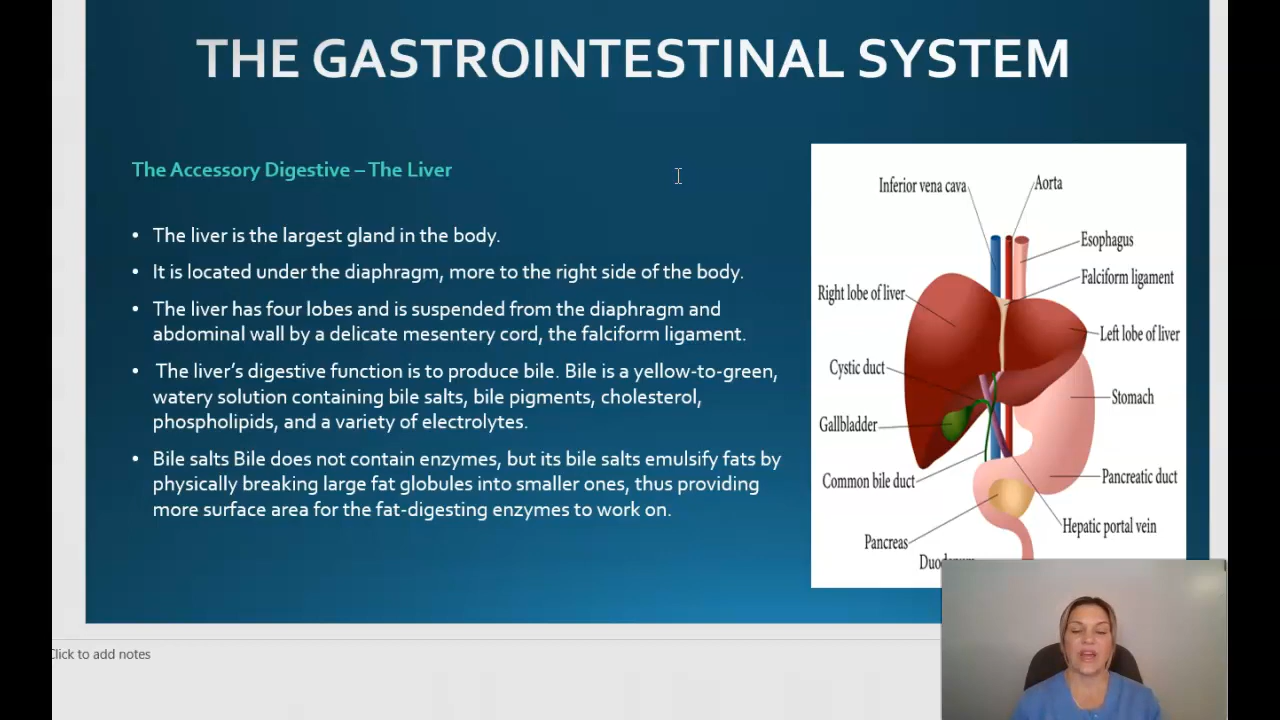 THE GASTROINTESTINAL SYSTEM
The Accessory Digestive – The Liver
• The liver is the largest gland in the body.
• It is located under the diaphragm, more to the right side of the body.
• The liver has four lobes and is suspended from the diaphragm and
abdominal wall by a delicate mesentery cord, the falciform ligament.
• The liver's digestive function is to produce bile. Bile is a yellow-to-green,
watery solution containing bile salts, bile pigments, cholesterol,
phospholipids, and a variety of electrolytes.
• Bile salts Bile does not contain enzymes, but its bile salts emulsify fats by
physically breaking large fat globules into smaller ones, thus providing
more surface area for the fat-digesting enzymes to work on.
Inferior vena cava
Aorta
Esophagus
Falciform ligament
Right lobe of liver
Left lobe of liver
Cystic duct
Stomach
Gallbladder
Pancreatic duct
Common bile duct
Hepatic portal vein
Pancreas
Click to add notes